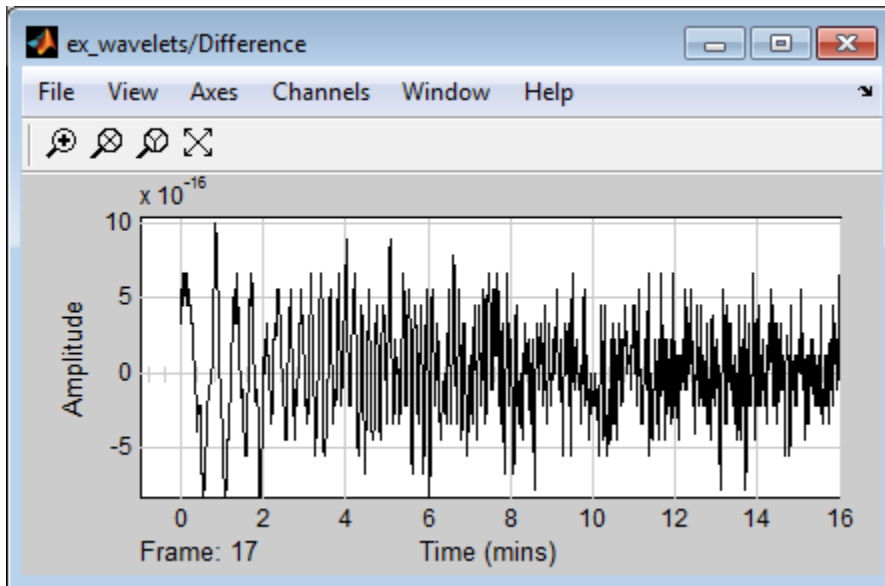 ex_wavelets/Difference
File View Axes Channels Window Help
x 10^-16
10
5
0
-5
Amplitude
0 2 4 6 8 10 12 14 16
Frame: 17 Time (mins)